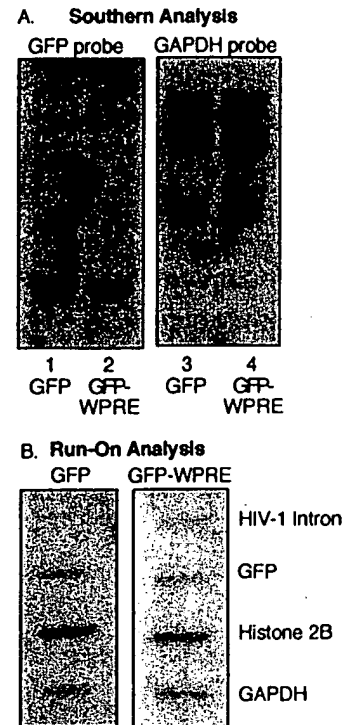 A. Southern Analysis
GFP probe GAPDH probe
1 2 3 4
GFP GFP- GFP GFP-
WPRE WPRE
B. Run-On Analysis
GFP GFP-WPRE
HIV-1 Intron
GFP
Histone 2B
GAPDH